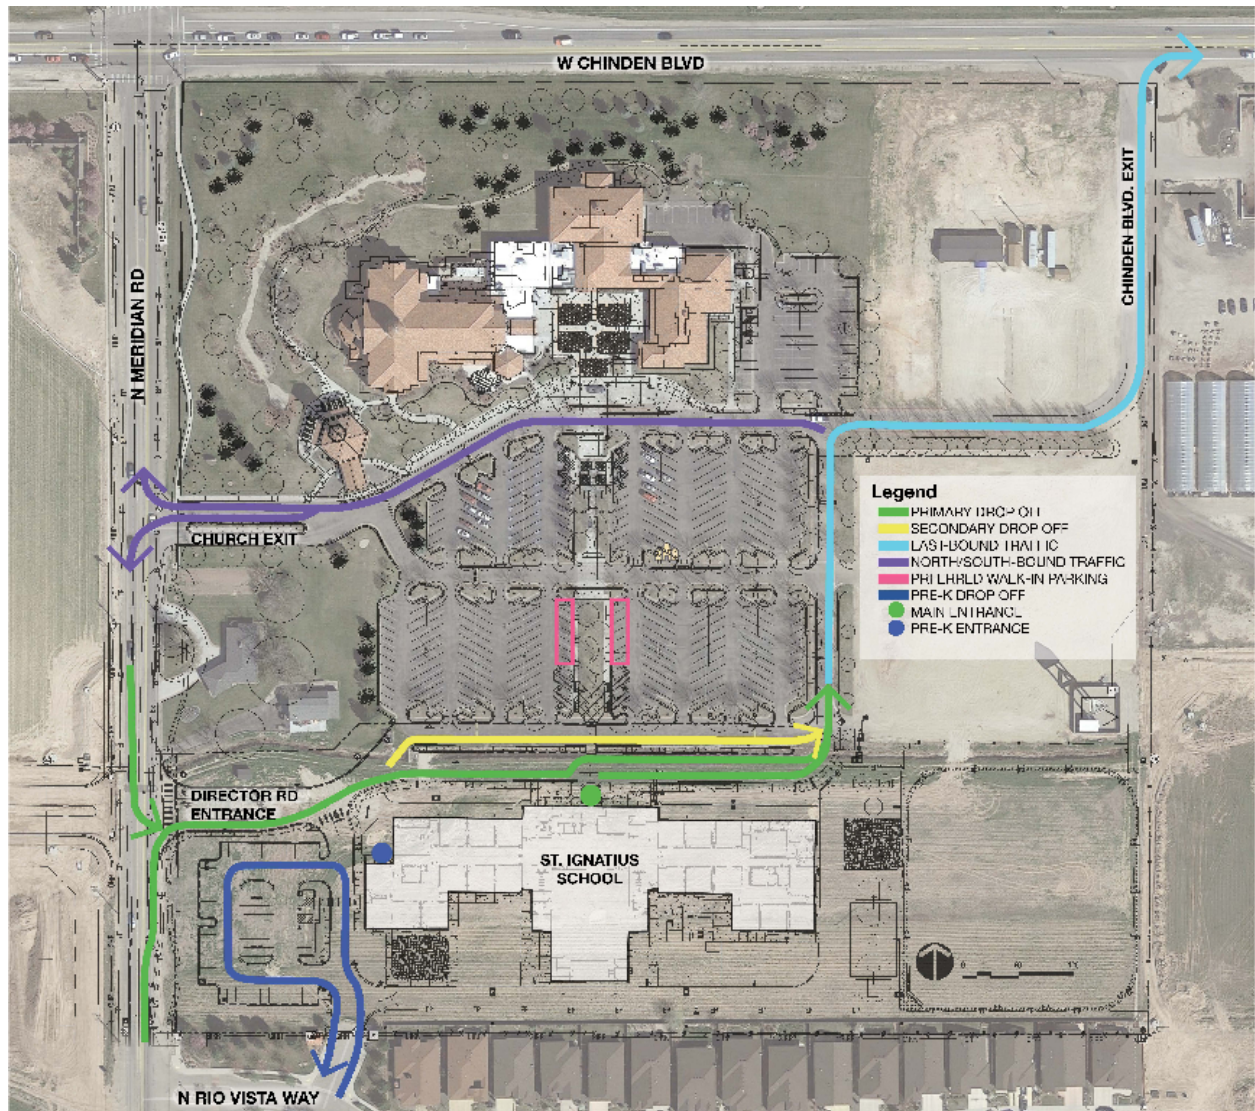 W CHINDEN BLVD
N MERIDIAN RD
CHINDEN BLVD. EXIT
Legend
PRIMARY DROP OFF
SECONDARY DROP OFF
EAST-BOUND TRAFFIC
NORTH/SOUTH-BOUND TRAFFIC
PREFERRED WALK-IN PARKING
PRE-K DROP OFF
MAIN ENTRANCE
PRE-K ENTRANCE
CHURCH EXIT
DIRECTOR RD
ENTRANCE
ST. IGNATIUS
SCHOOL
N RIO VISTA WAY